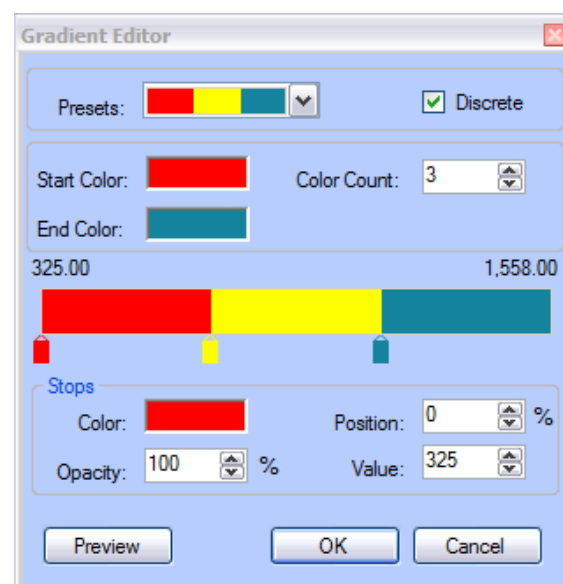 Gradient Editor
Presets:
Discrete
Start Color:
Color Count: 3
End Color:
325.00 1,558.00
Stops
Color:
Position: 0 %
Opacity: 100 %
Value: 325
Preview OK Cancel